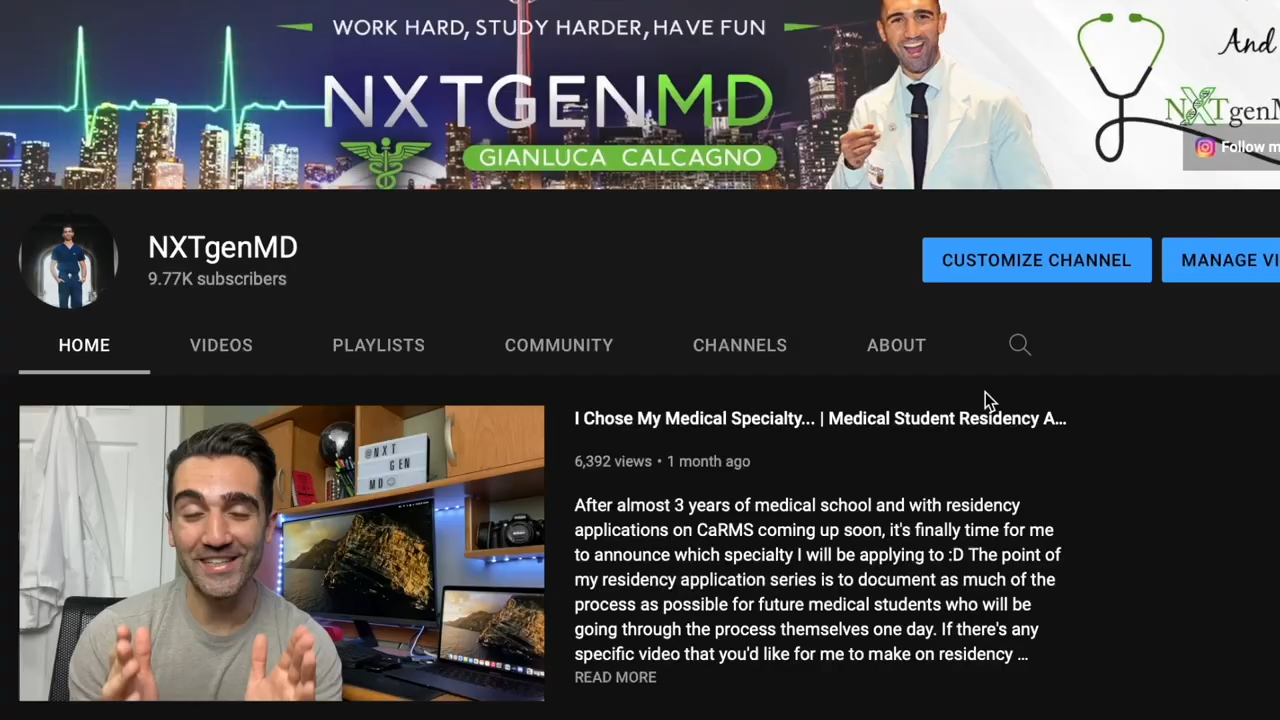 WORK HARD, STUDY HARDER, HAVE FUN
And
NXTGENMD
NXTgen
GIANLUCA CALCAGNO
Follow m
NXTgenMD
9.77K subscribers
CUSTOMIZE CHANNEL
MANAGE VI
HOME
VIDEOS
PLAYLISTS
COMMUNITY
CHANNELS
ABOUT
@NXT
GEN
MD
I Chose My Medical Specialty... | Medical Student Residency A...
6,392 views • 1 month ago
After almost 3 years of medical school and with residency
applications on CaRMS coming up soon, it's finally time for me
to announce which specialty I will be applying to :D The point of
my residency application series is to document as much of the
process as possible for future medical students who will be
going through the process themselves one day. If there's any
specific video that you'd like for me to make on residency ...
READ MORE